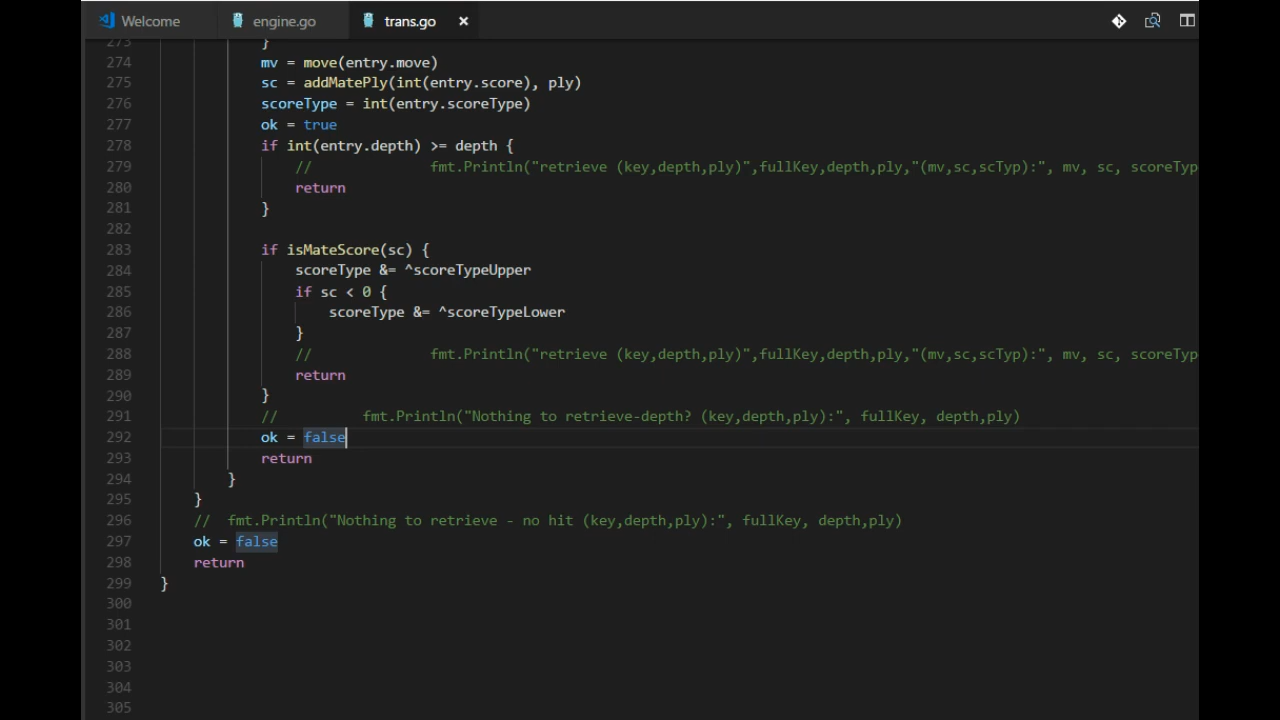 Welcome engine.go trans.go ×
273 }
274 mv = move(entry.move)
275 sc = addMatePly(int(entry.score), ply)
276 scoreType = int(entry.scoreType)
277 ok = true
278 if int(entry.depth) >= depth {
279 // fmt.Println("retrieve (key,depth,ply)",fullKey,depth,ply,"(mv,sc,scTyp):", mv, sc, scoreTyp
280 return
281 }
282
283 if isMateScore(sc) {
284 scoreType &= ^scoreTypeUpper
285 if sc < 0 {
286 scoreType &= ^scoreTypeLower
287 }
288 // fmt.Println("retrieve (key,depth,ply)",fullKey,depth,ply,"(mv,sc,scTyp):", mv, sc, scoreTyp
289 return
290 }
291 // fmt.Println("Nothing to retrieve-depth? (key,depth,ply):", fullKey, depth,ply)
292 ok = false
293 return
294 }
295 }
296 // fmt.Println("Nothing to retrieve - no hit (key,depth,ply):", fullKey, depth,ply)
297 ok = false
298 return
299 }
300
301
302
303
304
305